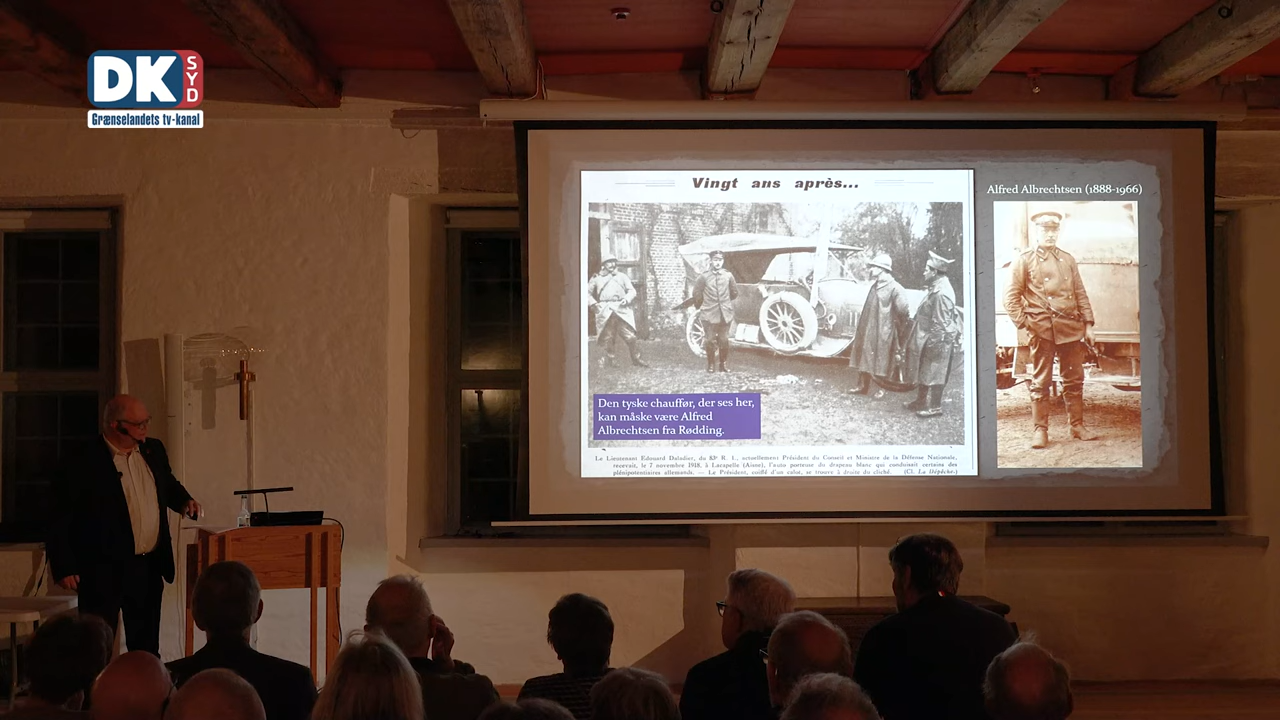 DK
SYD
Grænselandets tv-kanal
Vingt ans après...
Alfred Albrechtsen (1888-1966)
Den tyske chauffør, der ses her,
kan måske være Alfred
Albrechtsen fra Rødding.
Le Lieutenant Edouard Daladier, du 83e R. I., actuellement Président du Conseil et Ministre de la Défense Nationale,
recevait, le 7 novembre 1918, à Lacapelle (Aisne), l'auto porteuse du drapeau blanc qui conduisait certains des
plénipotentiaires allemands. — Le Président, coiffé d'un calot, se trouve à droite du cliché. (Cl. La Dépêche.)